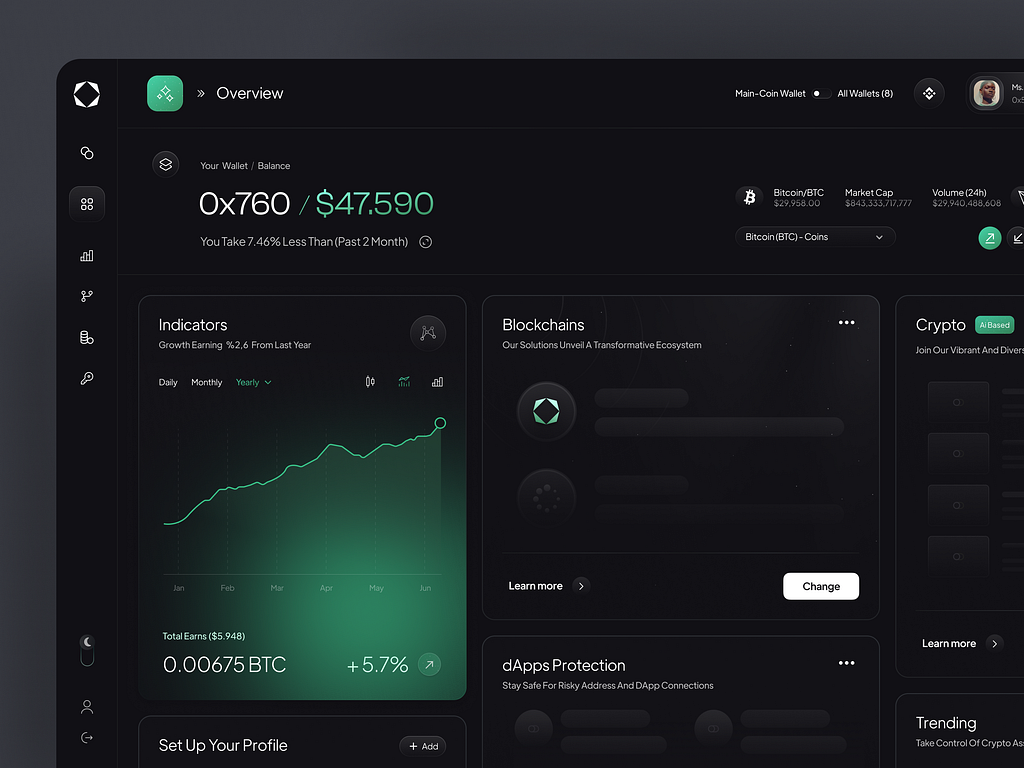 » Overview
Main-Coin Wallet
All Wallets (8)
Ms.
Your Wallet / Balance
0x760 / $47.590
You Take 7.46% Less Than (Past 2 Month)
Bitcoin/BTC
$29,958.00
Market Cap
$843,333,717,777
Volume (24h)
$29,940,488,608
Bitcoin (BTC) - Coins
Indicators
Growth Earning %2,6 From Last Year
Daily
Monthly
Yearly
Jan
Feb
Mar
Apr
May
Jun
Total Earns ($5.948)
0.00675 BTC
+5.7%
Set Up Your Profile
+ Add
Blockchains
Our Solutions Unveil A Transformative Ecosystem
Learn more
Change
dApps Protection
Stay Safe For Risky Address And DApp Connections
Crypto
Ai Based
Join Our Vibrant And Divers
Learn more
Trending
Take Control Of Crypto Ass